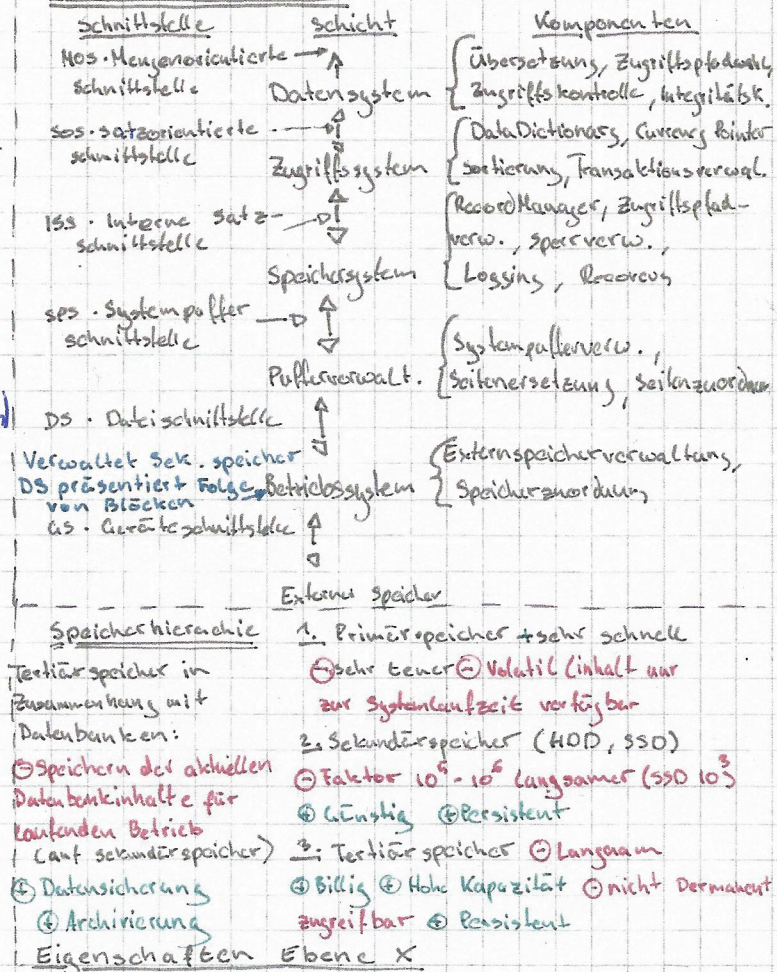 Schnittstelle Schicht Komponenten
MOS · Mengenorientierte Schnittstelle
Datensystem
Übersetzung, Zugriffspfadwahl,
Zugriffskontrolle, Integritätsk.
SOS · satzorientierte schnittstelle
Zugriffssystem
Data Dictionary, Currency Pointer
Sortierung, Transaktionsverwal.
ISS · Interne Satz-
schnittstelle
Speichersystem
Record Manager, Zugriffspfad-
verw., Sperrverw.,
Logging, Recovery
SPS · Systempuffer
schnittstelle
Pufferverwalt.
Systempufferverw.,
Seitenersetzung, Seitenzuordnun
DS · Dateischnittstelle
Verwaltet Sek. speicher
DS präsentiert Folge
von Blöcken
Betriebssystem
Externspeicherverwaltung,
Speicherzuordnung
GS · Geräteschnittstelle
Externer Speicher
Speicherhierachie
Tertiärspeicher in
Zusammenhang mit
Datenbanken:
⊖ Speichern der aktuellen
Datenbankinhalte für
laufenden Betrieb
(auf sekundärspeicher)
⊕ Datensicherung
⊕ Archivierung
1. Primärspeicher + sehr schnell
⊖ sehr teuer ⊖ Volatil (inhalt nur
zur Systemlaufzeit verfügbar
2. Sekundärspeicher (HDD, SSD)
⊖ Faktor 10⁵ - 10⁶ langsamer (SSD 10³)
⊕ Günstig ⊕ Persistent
3. Tertiärspeicher ⊖ Langsam
⊕ Billig ⊕ Hohe Kapazität ⊖ nicht Permanent
zugreifbar ⊕ Persistent
Eigenschaften Ebene X